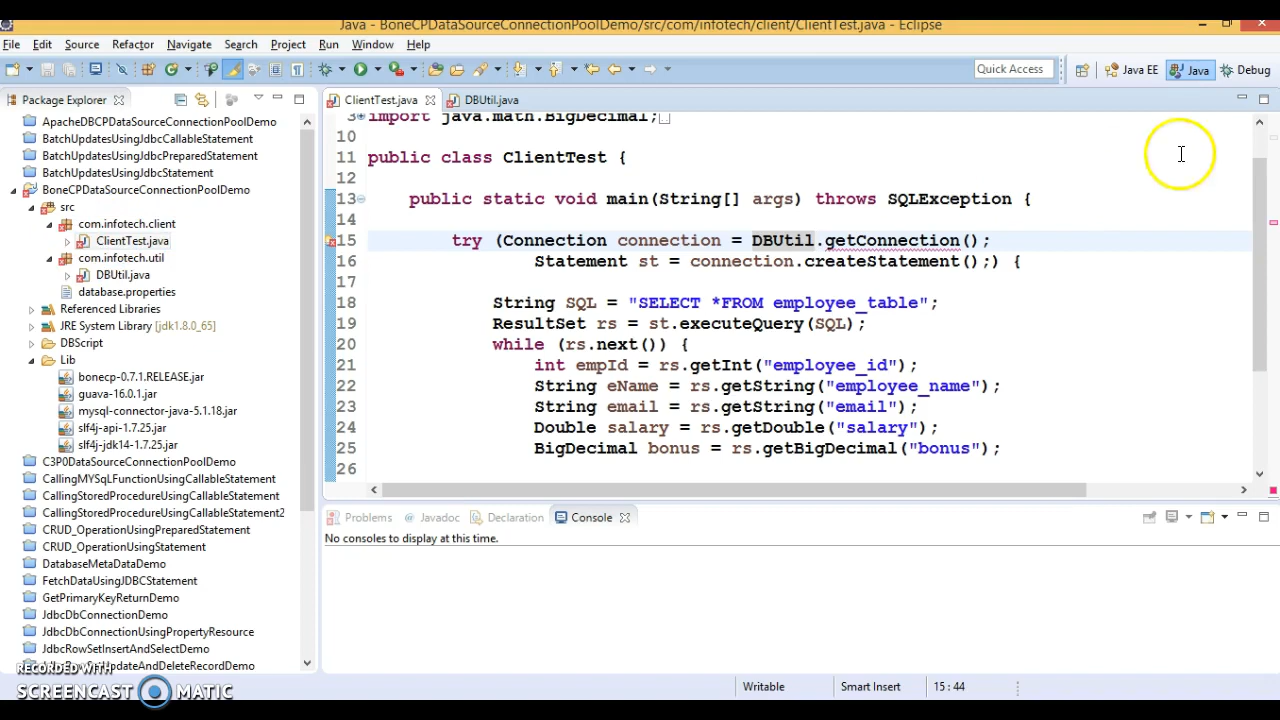 Java - BoneCPDataSourceConnectionPoolDemo/src/com/infotech/client/ClientTest.java - Eclipse
File Edit Source Refactor Navigate Search Project Run Window Help
Quick Access Java EE Java Debug
Package Explorer
ApacheDBCPDataSourceConnectionPoolDemo
BatchUpdatesUsingJdbcCallableStatement
BatchUpdatesUsingJdbcPreparedStatement
BatchUpdatesUsingJdbcStatement
BoneCPDataSourceConnectionPoolDemo
src
com.infotech.client
ClientTest.java
com.infotech.util
DBUtil.java
database.properties
Referenced Libraries
JRE System Library [jdk1.8.0_65]
DBScript
Lib
bonecp-0.7.1.RELEASE.jar
guava-16.0.1.jar
mysql-connector-java-5.1.18.jar
slf4j-api-1.7.25.jar
slf4j-jdk14-1.7.25.jar
C3P0DataSourceConnectionPoolDemo
CallingMYSqlFunctionUsingCallableStatement
CallingStoredProcedureUsingCallableStatement
CallingStoredProcedureUsingCallableStatement2
CRUD_OperationUsingPreparedStatement
CRUD_OperationUsingStatement
DatabaseMetaDataDemo
FetchDataUsingJDBCStatement
GetPrimaryKeyReturnDemo
JdbcDbConnectionDemo
JdbcDbConnectionUsingPropertyResource
JdbcRowSetInsertAndSelectDemo
UpdateAndDeleteRecordDemo
ClientTest.java DBUtil.java
3 import java.math.BigDecimal;
10
11 public class ClientTest {
12
13 public static void main(String[] args) throws SQLException {
14
15 try (Connection connection = DBUtil.getConnection();
16 Statement st = connection.createStatement();) {
17
18 String SQL = "SELECT *FROM employee_table";
19 ResultSet rs = st.executeQuery(SQL);
20 while (rs.next()) {
21 int empId = rs.getInt("employee_id");
22 String eName = rs.getString("employee_name");
23 String email = rs.getString("email");
24 Double salary = rs.getDouble("salary");
25 BigDecimal bonus = rs.getBigDecimal("bonus");
26
Problems Javadoc Declaration Console
No consoles to display at this time.
Writable Smart Insert 15 : 44
RECORDED WITH
SCREENCAST MATIC